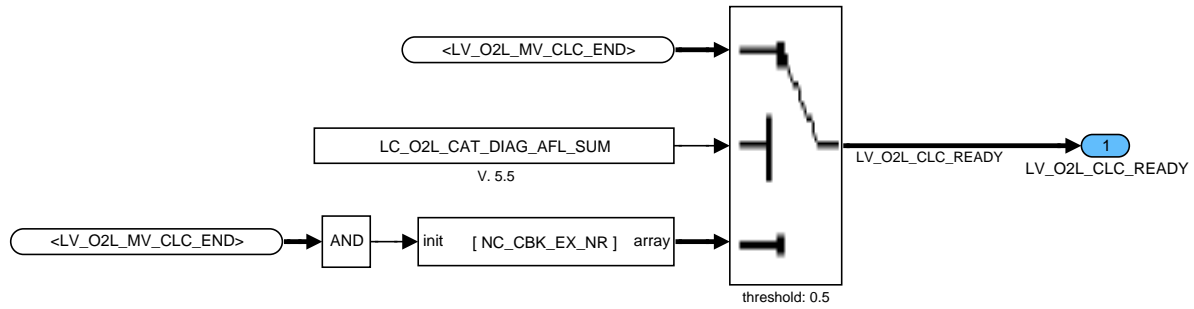 <LV_O2L_MV_CLC_END>
LC_O2L_CAT_DIAG_AFL_SUM
V. 5.5
<LV_O2L_MV_CLC_END>
AND
init [ NC_CBK_EX_NR ] array
threshold: 0.5
LV_O2L_CLC_READY
1
LV_O2L_CLC_READY